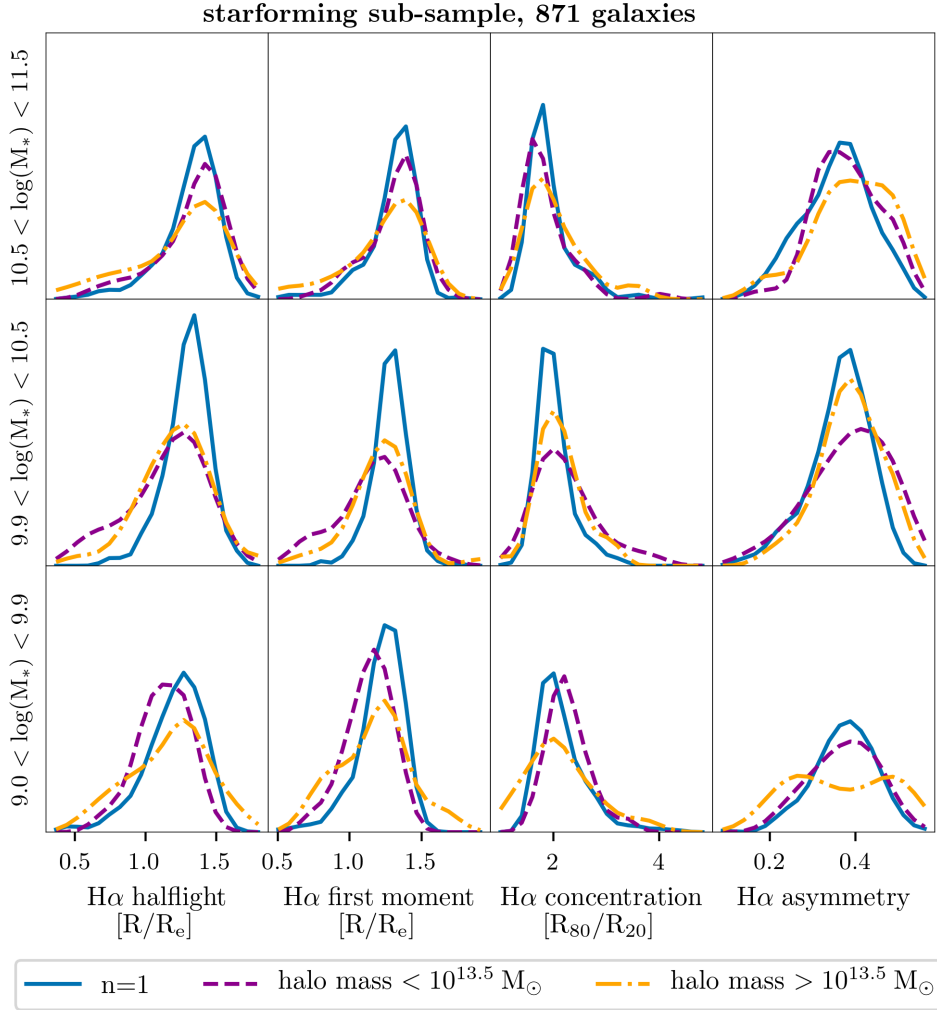 starforming sub-sample, 871 galaxies
10.5 < log(M*) < 11.5
9.9 < log(M*) < 10.5
9.0 < log(M*) < 9.9
0.5 1.0 1.5 0.5 1.0 1.5 2 4 0.2 0.4
Hα halflight Hα first moment Hα concentration Hα asymmetry
[R/Re] [R/Re] [R80/R20]
n=1 halo mass < 10^13.5 M⊙ halo mass > 10^13.5 M⊙